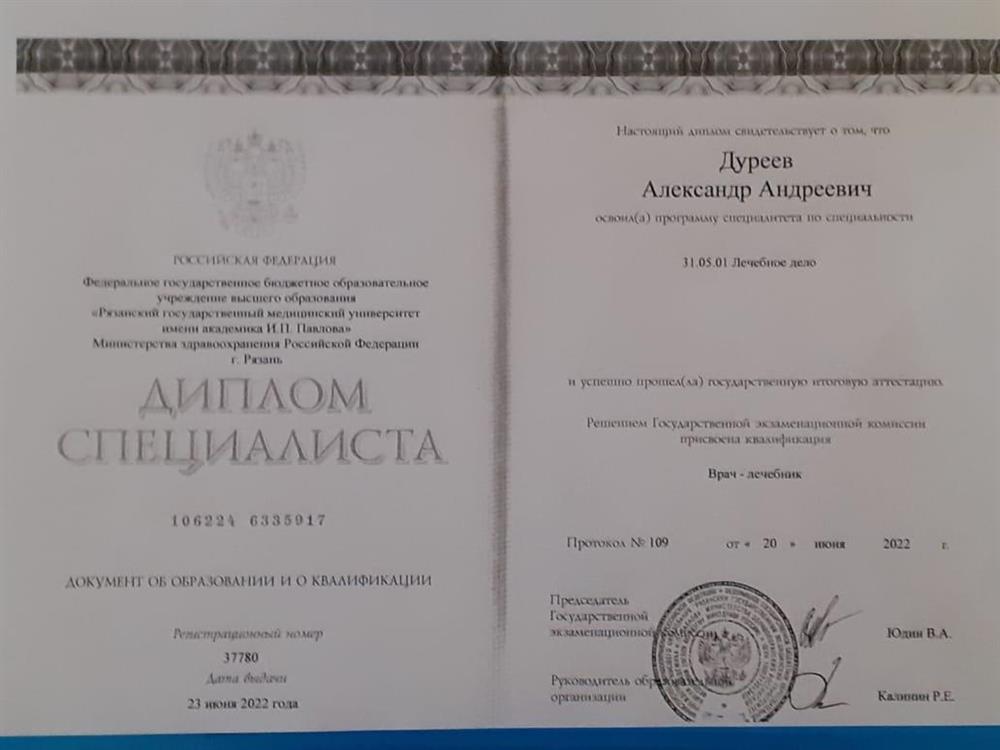 РОССИЙСКАЯ ФЕДЕРАЦИЯ
Федеральное государственное бюджетное образовательное
учреждение высшего образования
«Рязанский государственный медицинский университет
имени академика И.П. Павлова»
Министерства здравоохранения Российской Федерации
г. Рязань
ДИПЛОМ
СПЕЦИАЛИСТА
106224 6335917
ДОКУМЕНТ ОБ ОБРАЗОВАНИИ И О КВАЛИФИКАЦИИ
Регистрационный номер
37780
Дата выдачи
23 июня 2022 года
Настоящий диплом свидетельствует о том, что
Дуреев
Александр Андреевич
освоил(а) программу специалитета по специальности
31.05.01 Лечебное дело
и успешно прошел(ла) государственную итоговую аттестацию.
Решением Государственной экзаменационной комиссии
присвоена квалификация
Врач - лечебник
Протокол № 109 от « 20 » июня 2022 г.
Председатель
Государственной
экзаменационной комиссии
Юдин В.А.
Руководитель образовательной
организации
Калинин Р.Е.